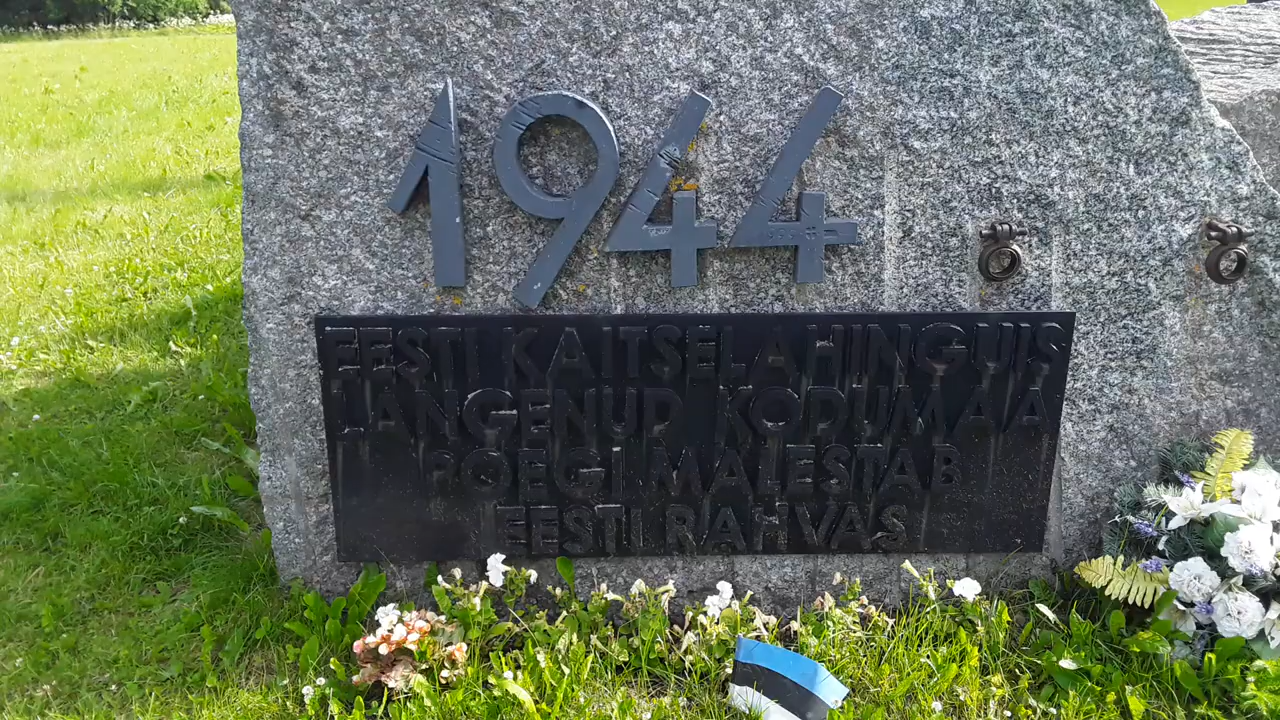 1944
EESTI KAITSELAHINGUIS
LANGENUD KODUMAA
POEGI MÄLESTAB
EESTI RAHVAS